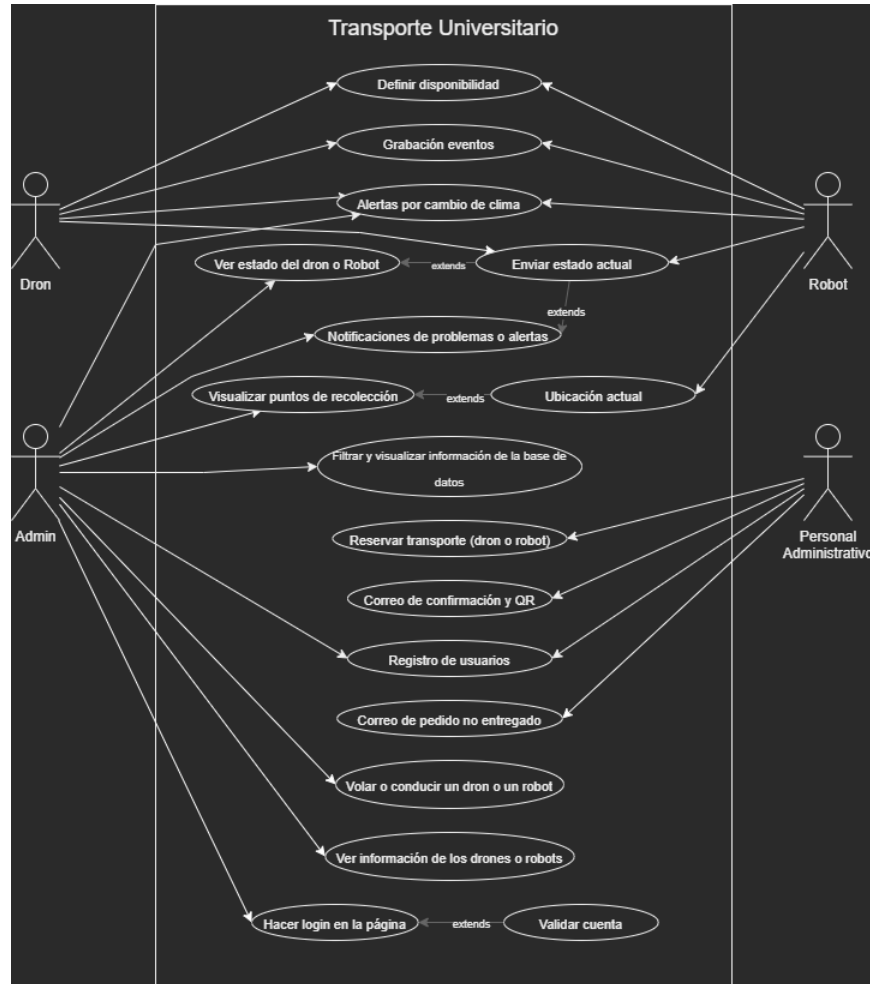 Transporte Universitario
Definir disponibilidad
Grabación eventos
Alertas por cambio de clima
Dron
Robot
Ver estado del dron o Robot
extends
Enviar estado actual
extends
Notificaciones de problemas o alertas
Visualizar puntos de recolección
extends
Ubicación actual
Filtrar y visualizar información de la base de
datos
Admin
Personal
Administrativo
Reservar transporte (dron o robot)
Correo de confirmación y QR
Registro de usuarios
Correo de pedido no entregado
Volar o conducir un dron o un robot
Ver información de los drones o robots
Hacer login en la página
extends
Validar cuenta